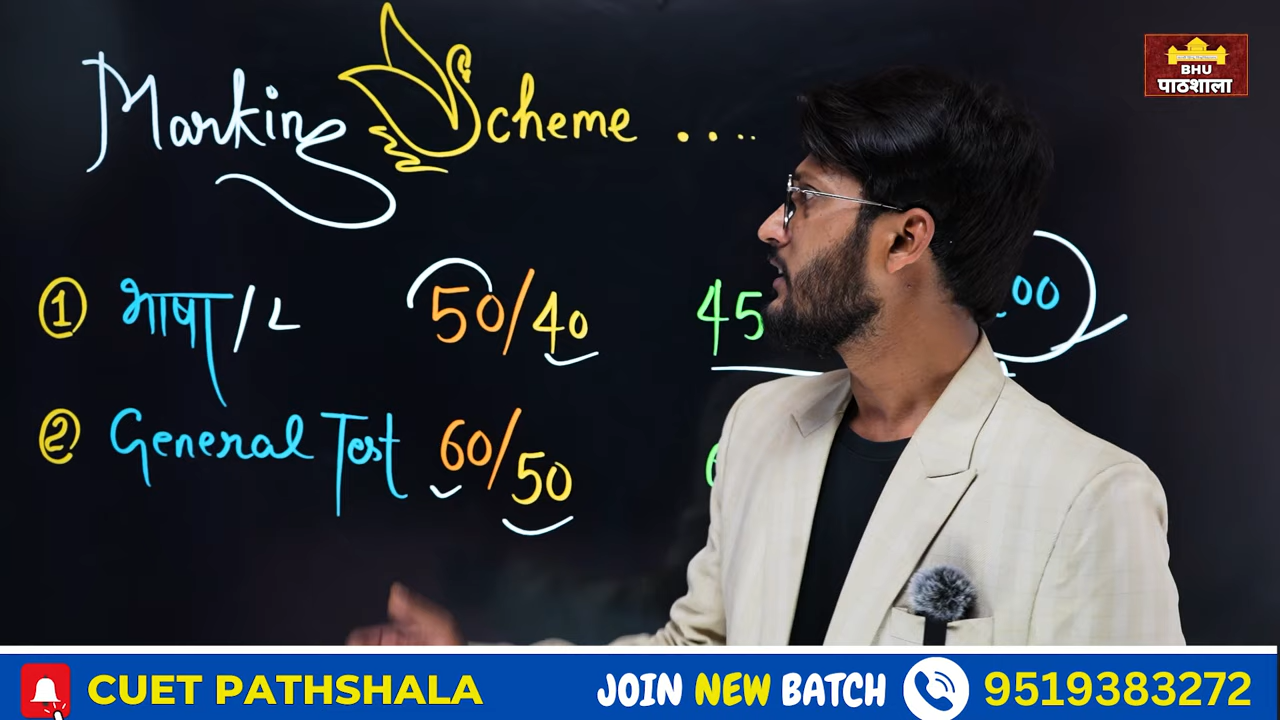 Marking Scheme ....
BHU
पाठशाला
① भाषा / L 50/40 45 00
② General Test 60/50
CUET PATHSHALA JOIN NEW BATCH 9519383272